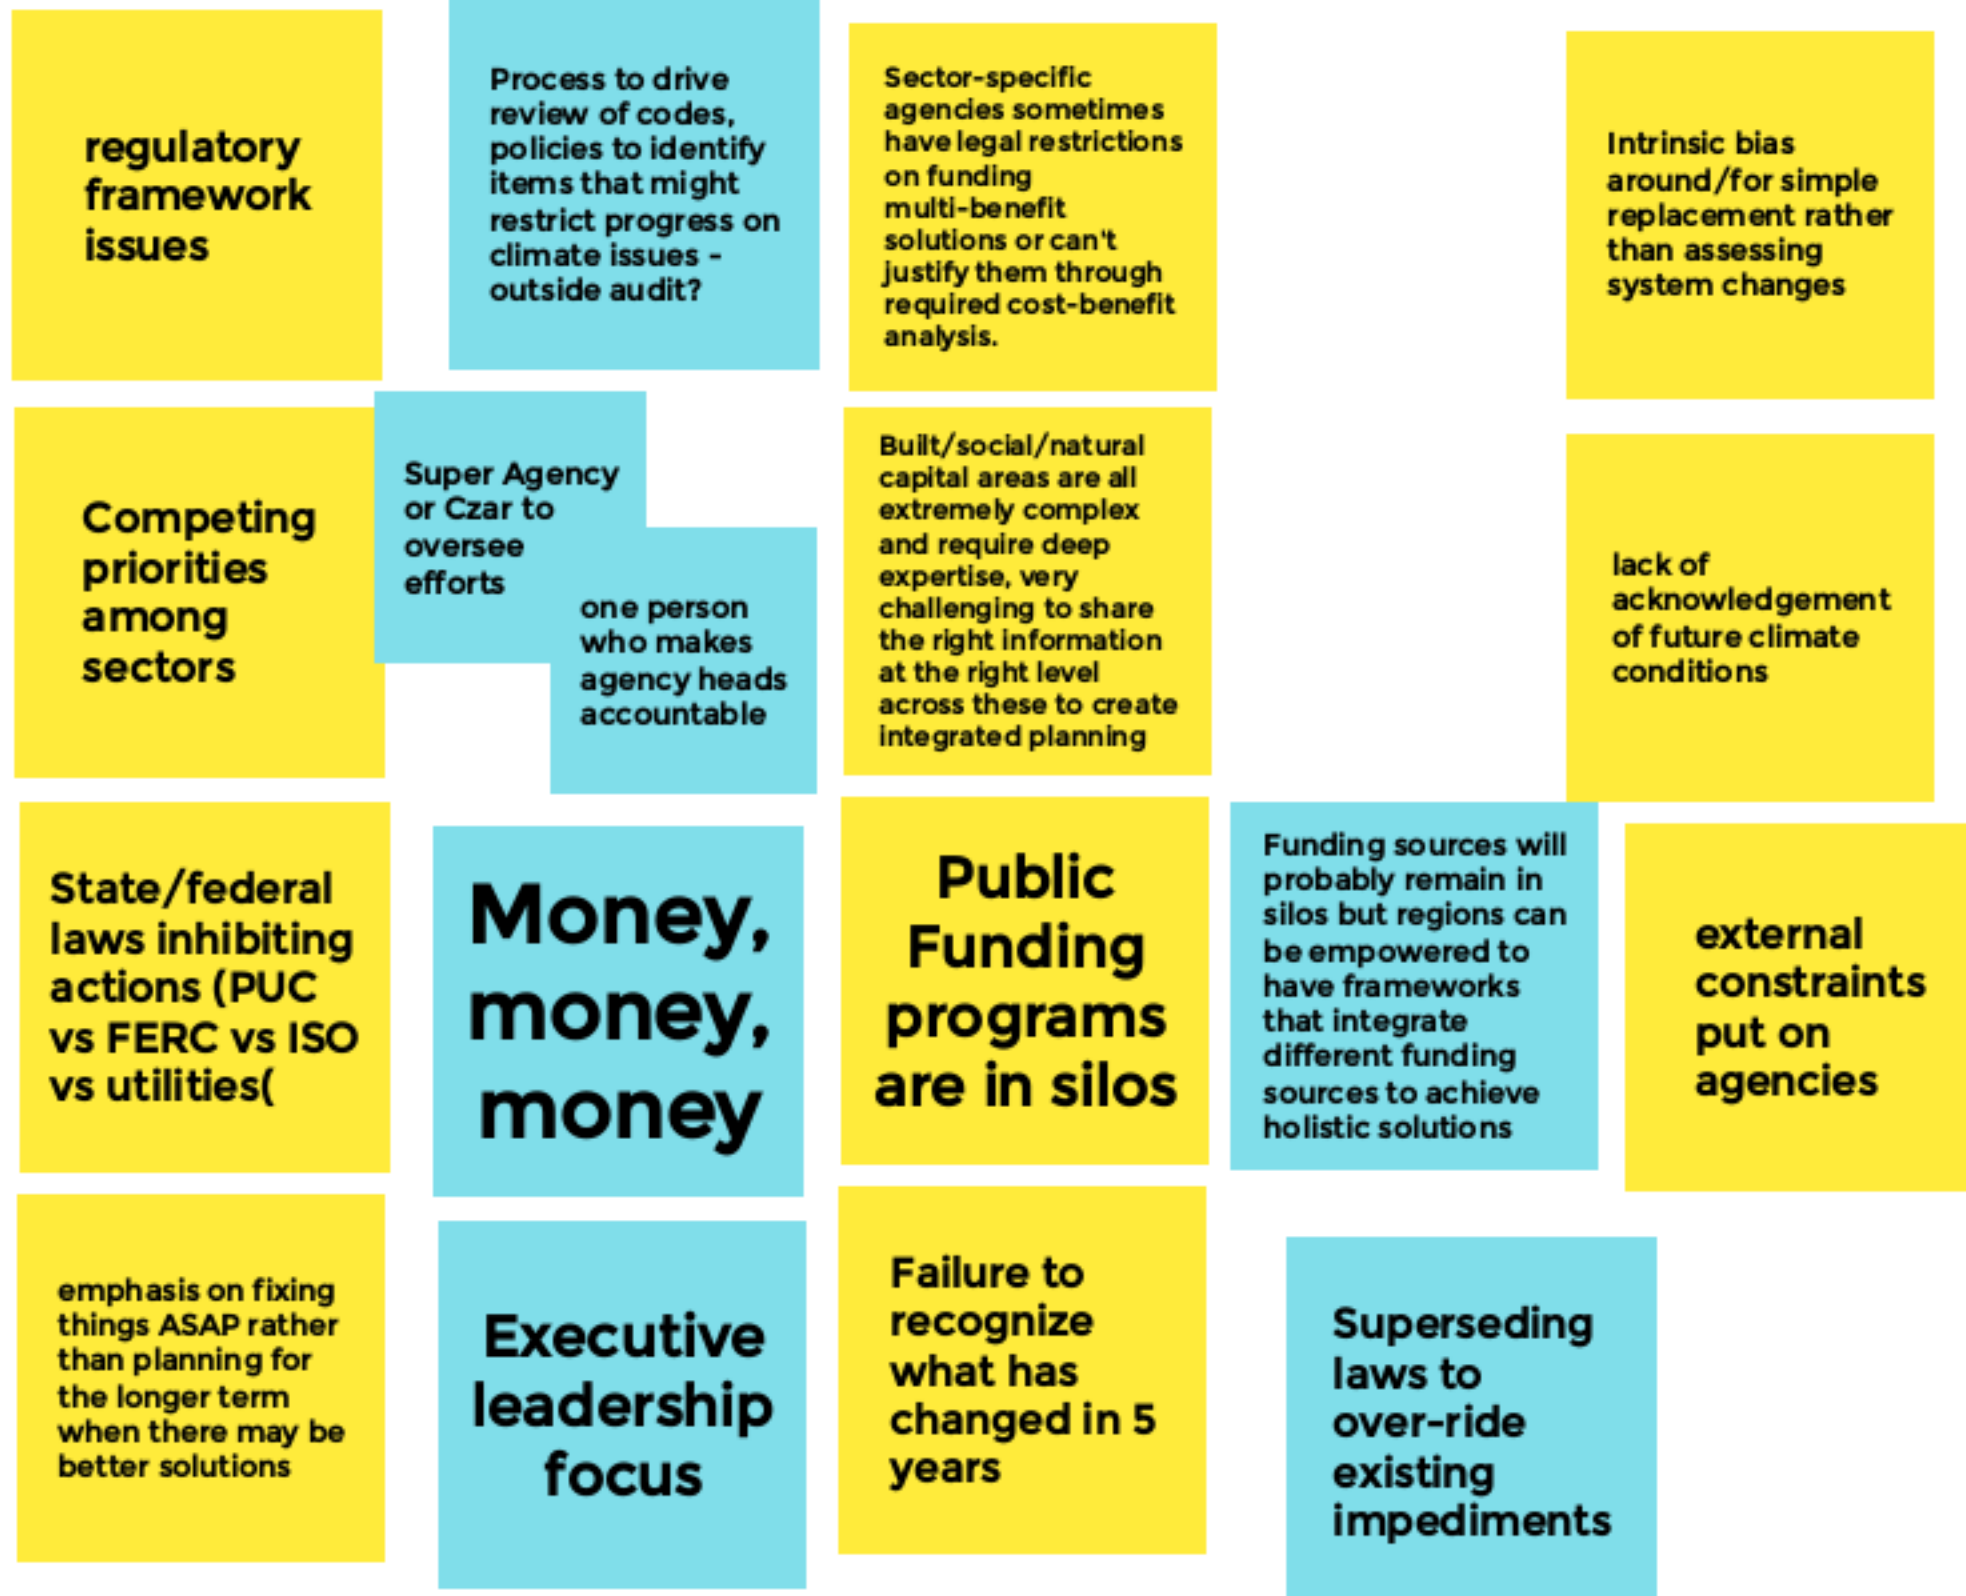 regulatory
framework
issues
Process to drive
review of codes,
policies to identify
items that might
restrict progress on
climate issues -
outside audit?
Sector-specific
agencies sometimes
have legal restrictions
on funding
multi-benefit
solutions or can't
justify them through
required cost-benefit
analysis.
Intrinsic bias
around/for simple
replacement rather
than assessing
system changes
Competing
priorities
among
sectors
Super Agency
or Czar to
oversee
efforts
one person
who makes
agency heads
accountable
Built/social/natural
capital areas are all
extremely complex
and require deep
expertise, very
challenging to share
the right information
at the right level
across these to create
integrated planning
lack of
acknowledgement
of future climate
conditions
State/federal
laws inhibiting
actions (PUC
vs FERC vs ISO
vs utilities(
Money,
money,
money
Public
Funding
programs
are in silos
Funding sources will
probably remain in
silos but regions can
be empowered to
have frameworks
that integrate
different funding
sources to achieve
holistic solutions
external
constraints
put on
agencies
emphasis on fixing
things ASAP rather
than planning for
the longer term
when there may be
better solutions
Executive
leadership
focus
Failure to
recognize
what has
changed in 5
years
Superseding
laws to
over-ride
existing
impediments